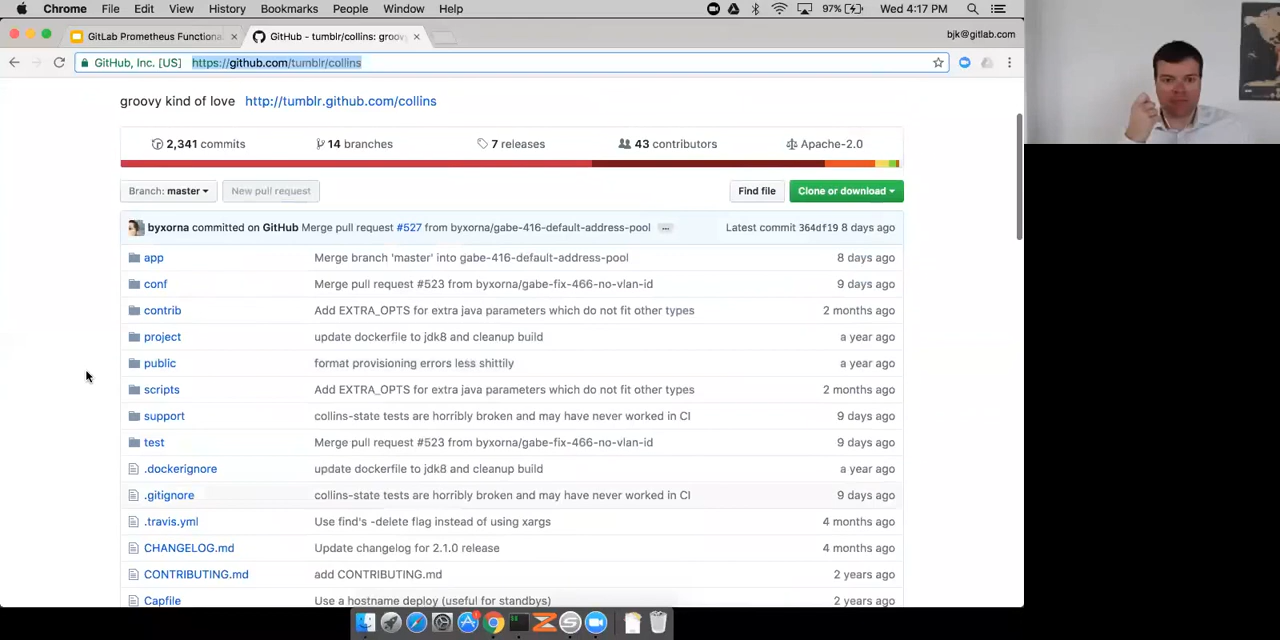 Chrome File Edit View History Bookmarks People Window Help 97% Wed 4:17 PM
GitLab Prometheus Functiona × GitHub - tumblr/collins: groov × bjk@gitlab.com
GitHub, Inc. [US] https://github.com/tumblr/collins
groovy kind of love http://tumblr.github.com/collins
2,341 commits 14 branches 7 releases 43 contributors Apache-2.0
Branch: master New pull request Find file Clone or download
byxorna committed on GitHub Merge pull request #527 from byxorna/gabe-416-default-address-pool ... Latest commit 364df19 8 days ago
app Merge branch 'master' into gabe-416-default-address-pool 8 days ago
conf Merge pull request #523 from byxorna/gabe-fix-466-no-vlan-id 9 days ago
contrib Add EXTRA_OPTS for extra java parameters which do not fit other types 2 months ago
project update dockerfile to jdk8 and cleanup build a year ago
public format provisioning errors less shittily a year ago
scripts Add EXTRA_OPTS for extra java parameters which do not fit other types 2 months ago
support collins-state tests are horribly broken and may have never worked in CI 9 days ago
test Merge pull request #523 from byxorna/gabe-fix-466-no-vlan-id 9 days ago
.dockerignore update dockerfile to jdk8 and cleanup build a year ago
.gitignore collins-state tests are horribly broken and may have never worked in CI 9 days ago
.travis.yml Use find's -delete flag instead of using xargs 4 months ago
CHANGELOG.md Update changelog for 2.1.0 release 4 months ago
CONTRIBUTING.md add CONTRIBUTING.md 2 years ago
Capfile Use a hostname deploy (useful for standbys) 2 years ago